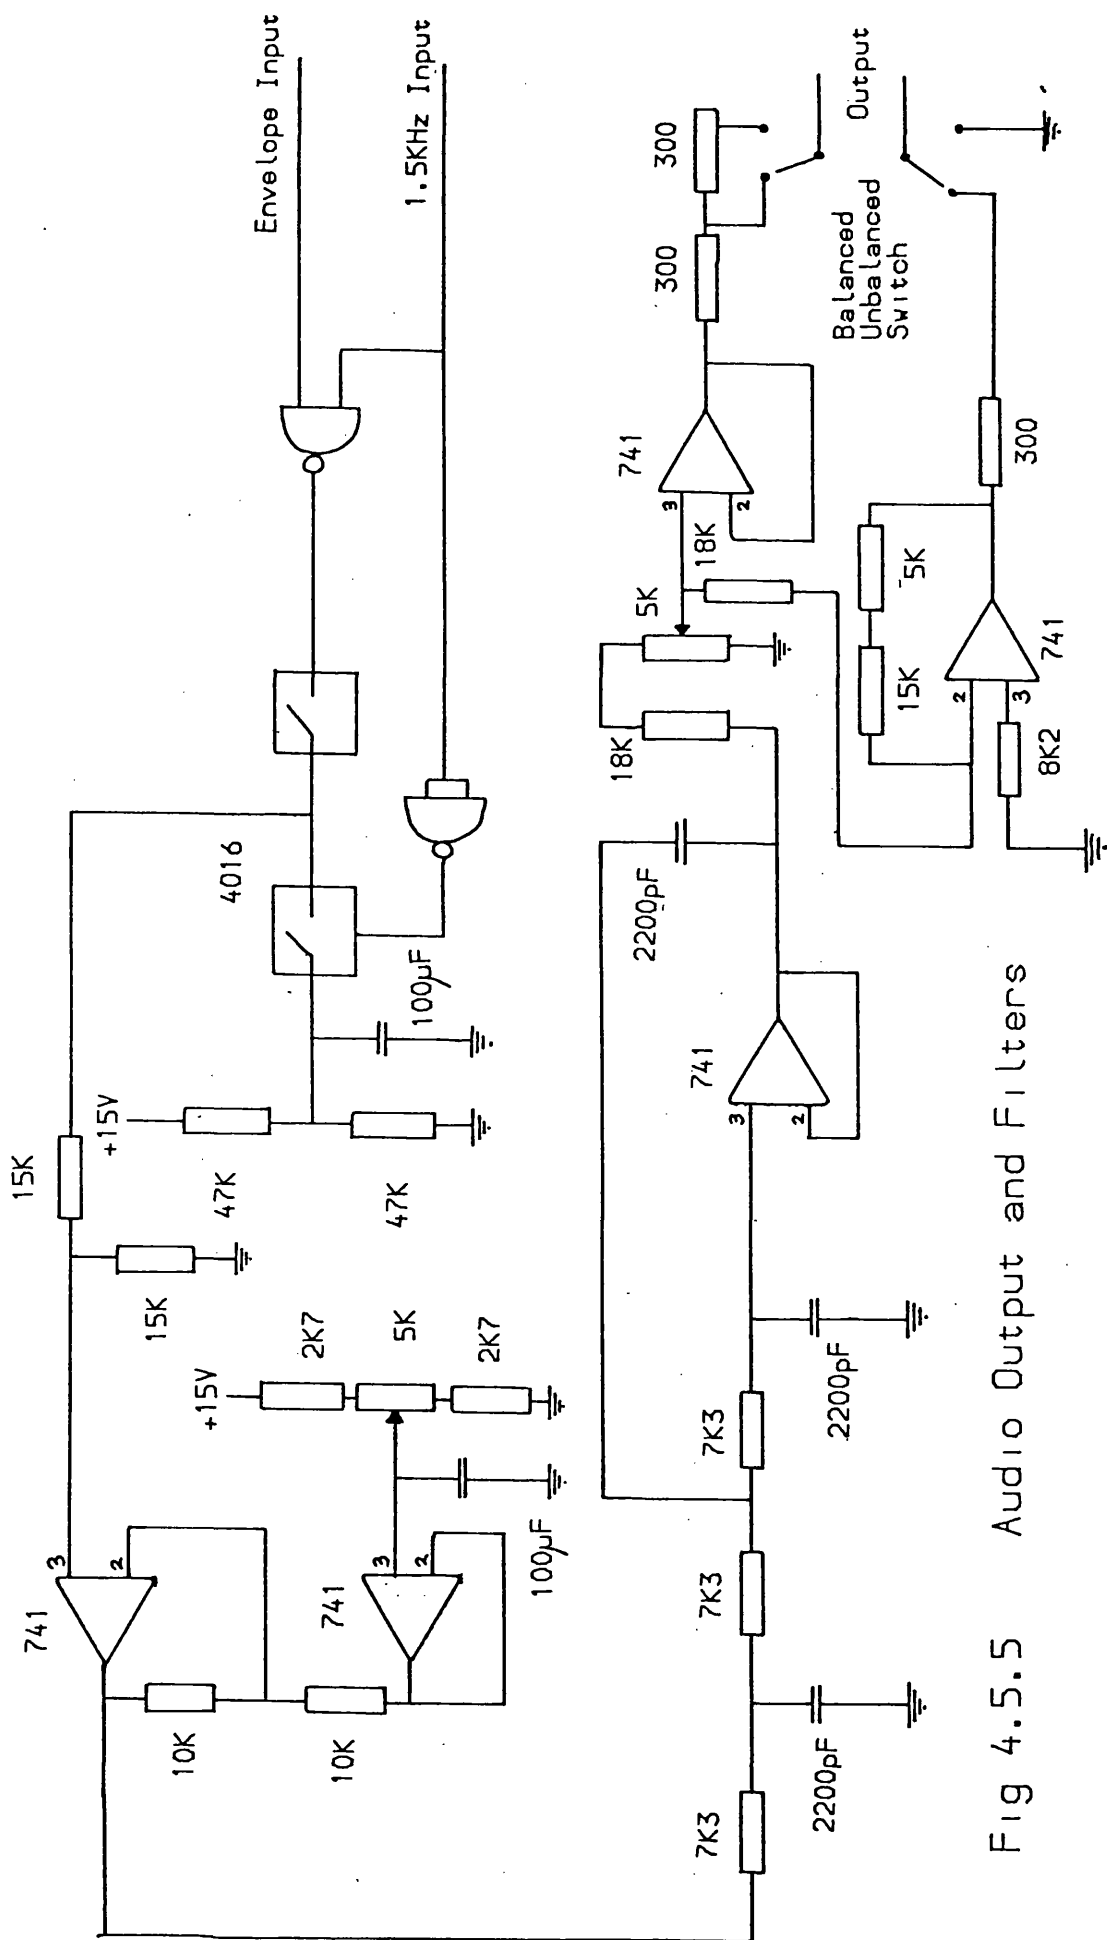 Envelope Input
1.5KHz Input
4016
100µF
+15V
47K
47K
15K
15K
+15V
2K7
5K
2K7
100µF
741
3
2
741
3
2
10K
10K
7K3
2200pF
7K3
7K3
2200pF
741
3
2
2200pF
18K
5K
18K
741
3
2
300
300
15K
5K
741
2
3
8K2
300
Balanced
Unbalanced
Switch
Output
Fig 4.5.5 Audio Output and Filters